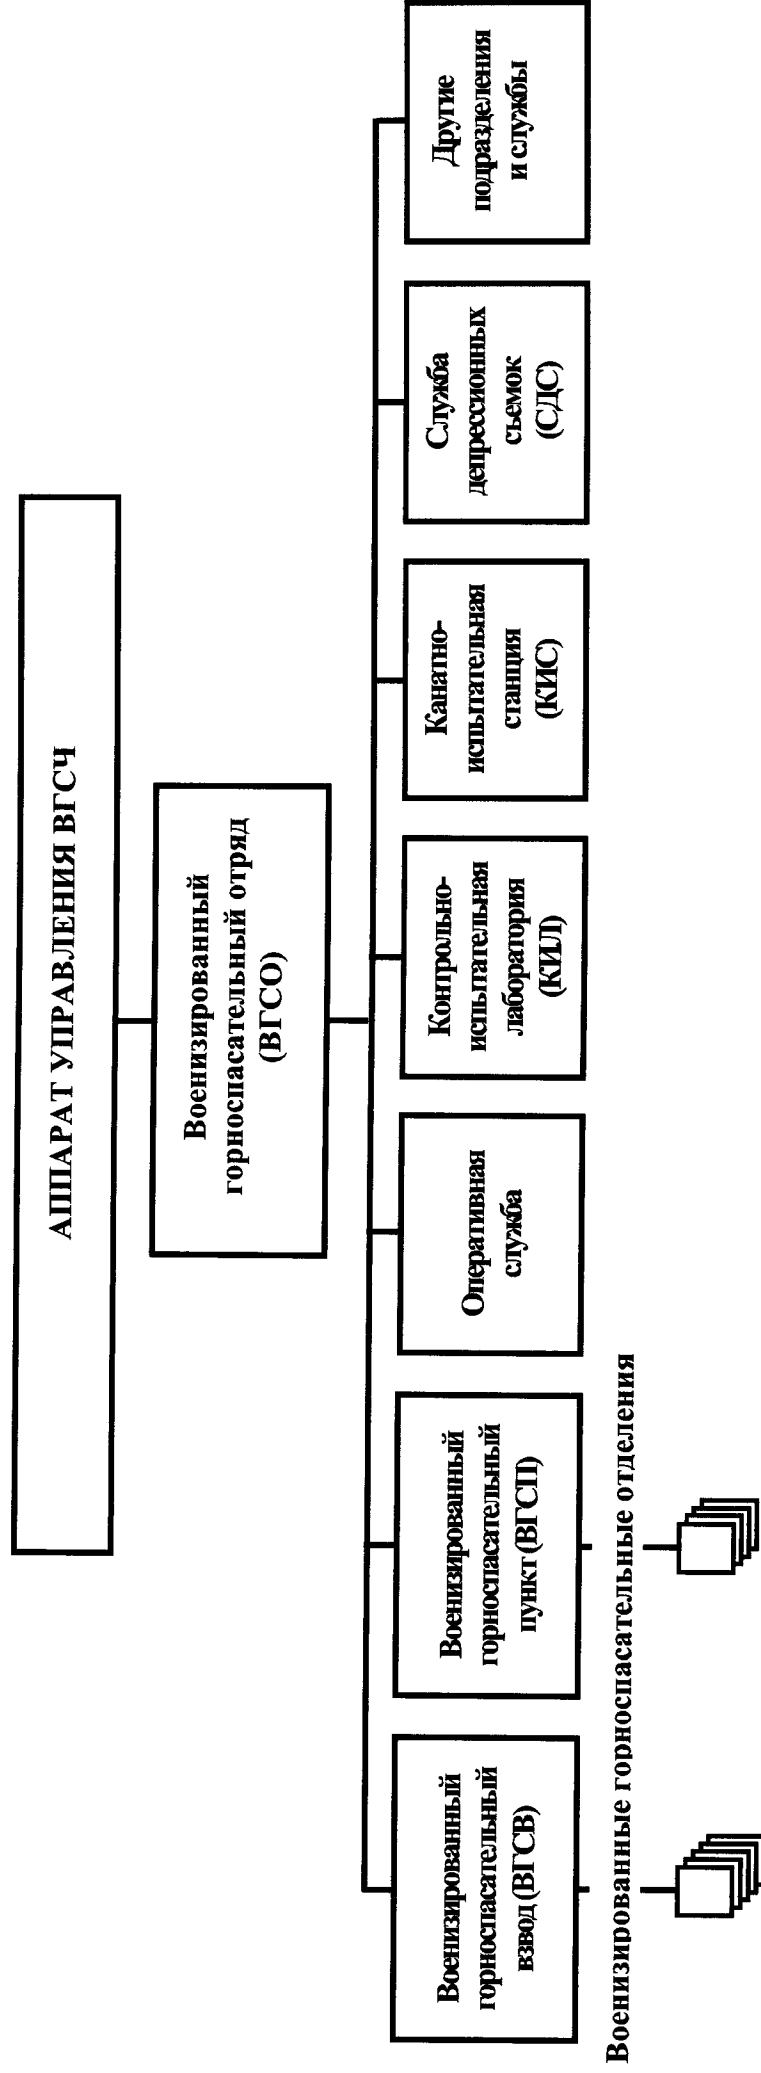 АППАРАТ УПРАВЛЕНИЯ ВГСЧ
Военизированный
горноспасательный отряд
(ВГСО)
Военизированный
горноспасательный
взвод (ВГСВ)
Военизированный
горноспасательный
пункт (ВГСП)
Оперативная
служба
Контрольно-
испытательная
лаборатория
(КИЛ)
Канатно-
испытательная
станция
(КИС)
Служба
депрессионных
съемок
(СДС)
Другие
подразделения
и службы
Военизированные горноспасательные отделения